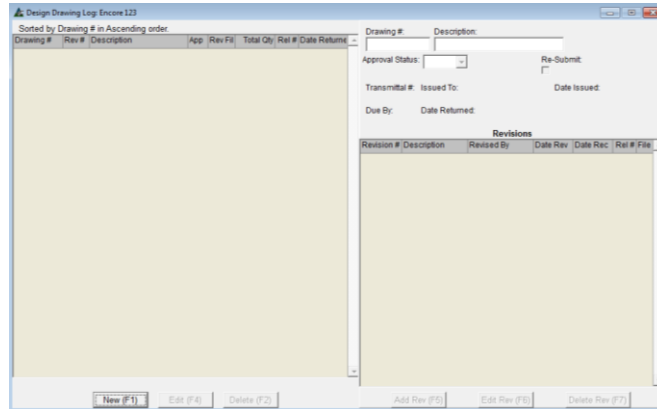 Design Drawing Log: Encore 123
Sorted by Drawing # in Ascending order.
Drawing # Rev # Description App Rev Fil Total Qty Rel # Date Returne
Drawing #: Description:
Approval Status: Re-Submit:
Transmittal #: Issued To: Date Issued:
Due By: Date Returned:
Revisions
Revision # Description Revised By Date Rev Date Rec Rel # File
New (F1) Edit (F4) Delete (F2)
Add Rev (F5) Edit Rev (F6) Delete Rev (F7)